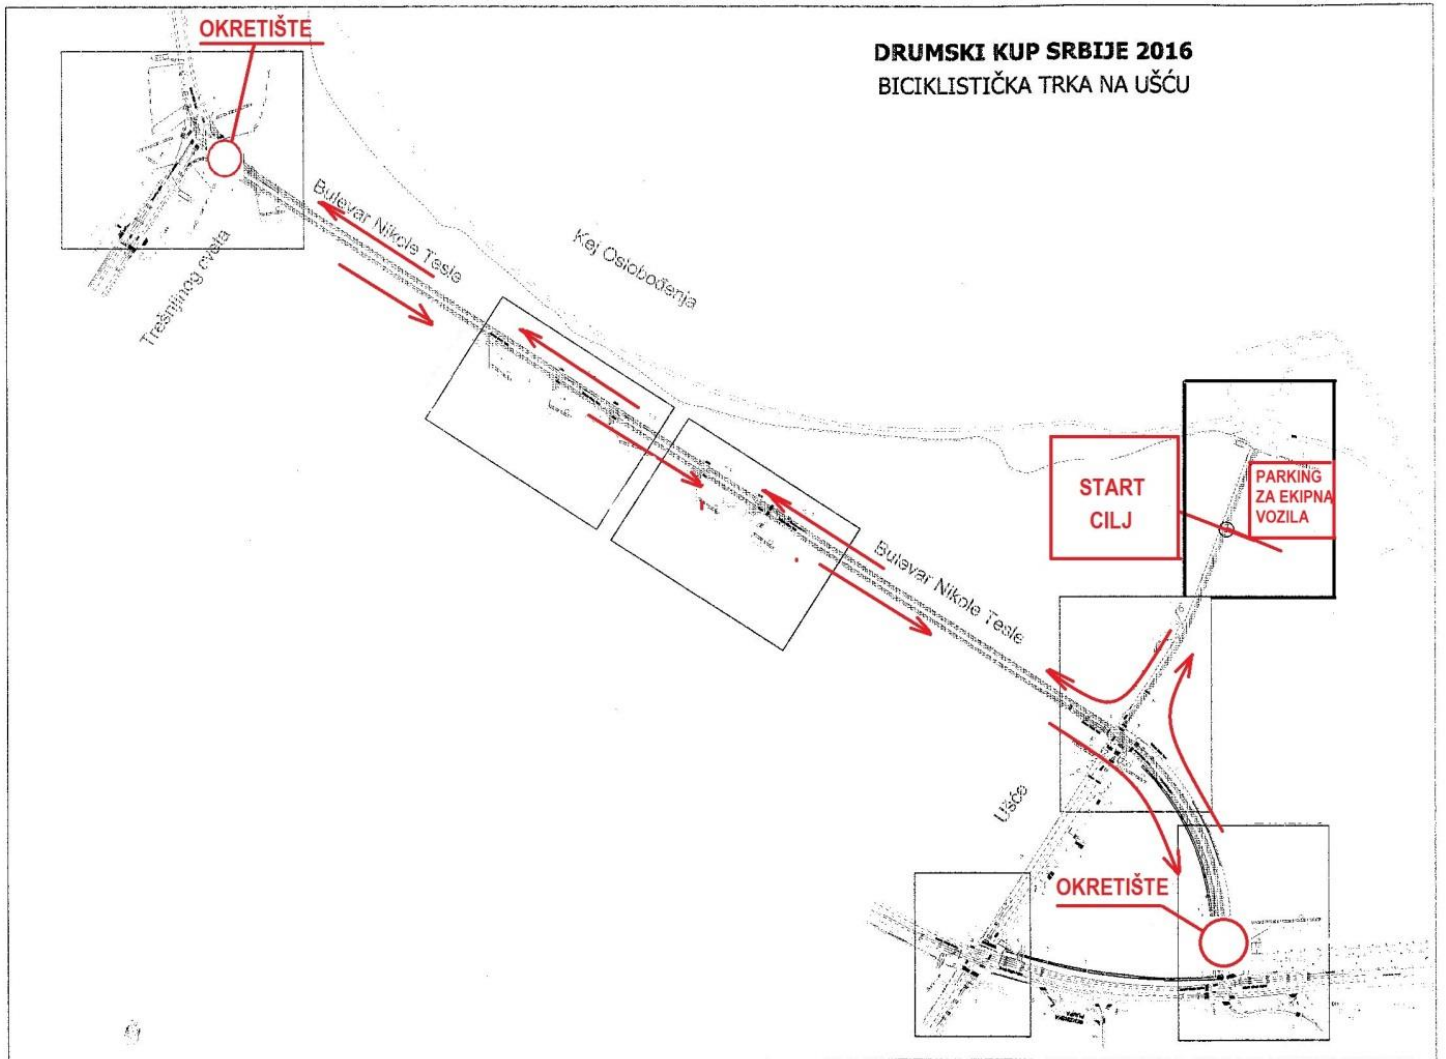 OKRETIŠTE
DRUMSKI KUP SRBIJE 2016
BICIKLISTIČKA TRKA NA UŠĆU
Bulevar Nikole Tesle
Kej Oslobođenja
Trešnjinog cveta
START
CILJ
PARKING
ZA EKIPNA
VOZILA
Bulevar Nikole Tesle
Ušće
OKRETIŠTE